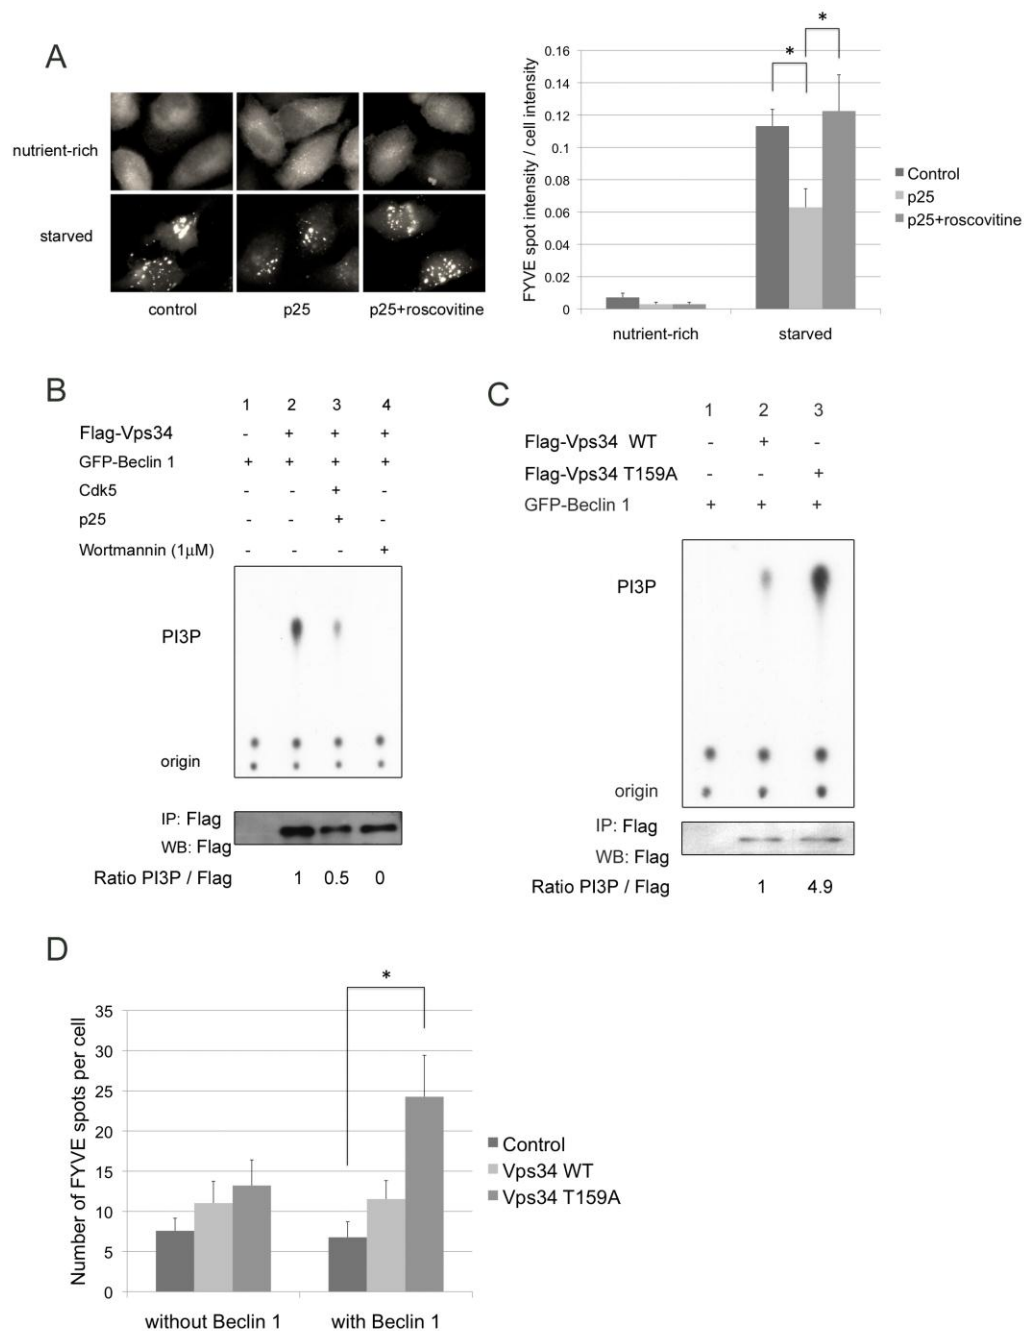 A
nutrient-rich
starved
control p25 p25+roscovitine
FYVE spot intensity / cell intensity
0.16
0.14
0.12
0.1
0.08
0.06
0.04
0.02
0
* *
nutrient-rich starved
Control
p25
p25+roscovitine
B
1 2 3 4
Flag-Vps34 - + + +
GFP-Beclin 1 + + + +
Cdk5 - - + -
p25 - - + -
Wortmannin (1µM) - - - +
PI3P
origin
IP: Flag
WB: Flag
Ratio PI3P / Flag 1 0.5 0
C
1 2 3
Flag-Vps34 WT - + -
Flag-Vps34 T159A - - +
GFP-Beclin 1 + + +
PI3P
origin
IP: Flag
WB: Flag
Ratio PI3P / Flag 1 4.9
D
Number of FYVE spots per cell
35
30
25
20
15
10
5
0
*
without Beclin 1 with Beclin 1
Control
Vps34 WT
Vps34 T159A